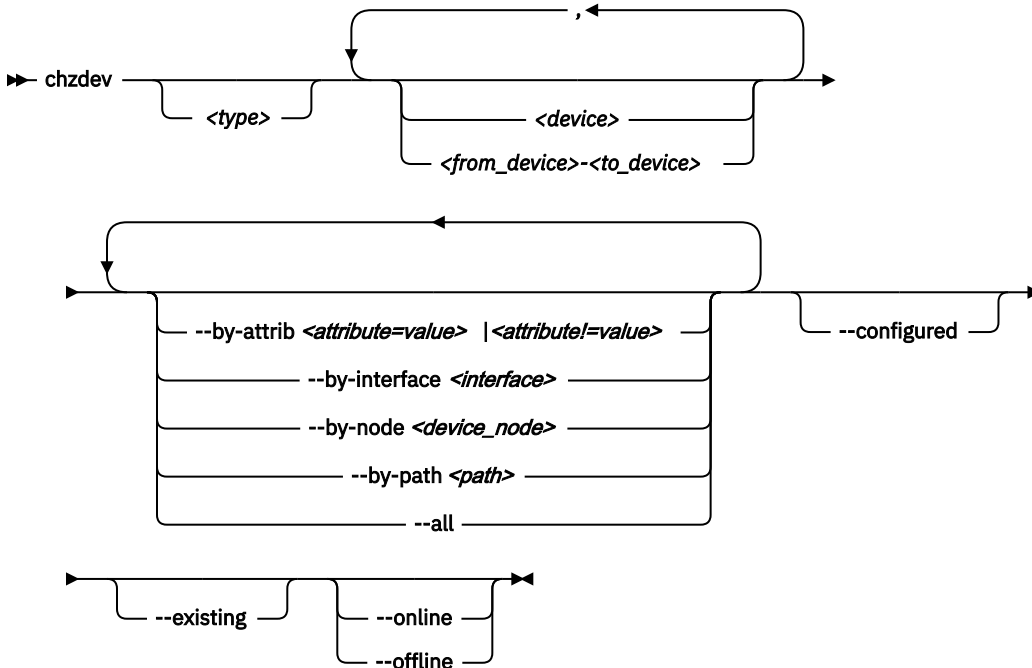 ,
chzdev
<type>
<device>
<from_device>-<to_device>
--by-attrib <attribute=value> |<attribute!=value>
--configured
--by-interface <interface>
--by-node <device_node>
--by-path <path>
--all
--existing
--online
--offline